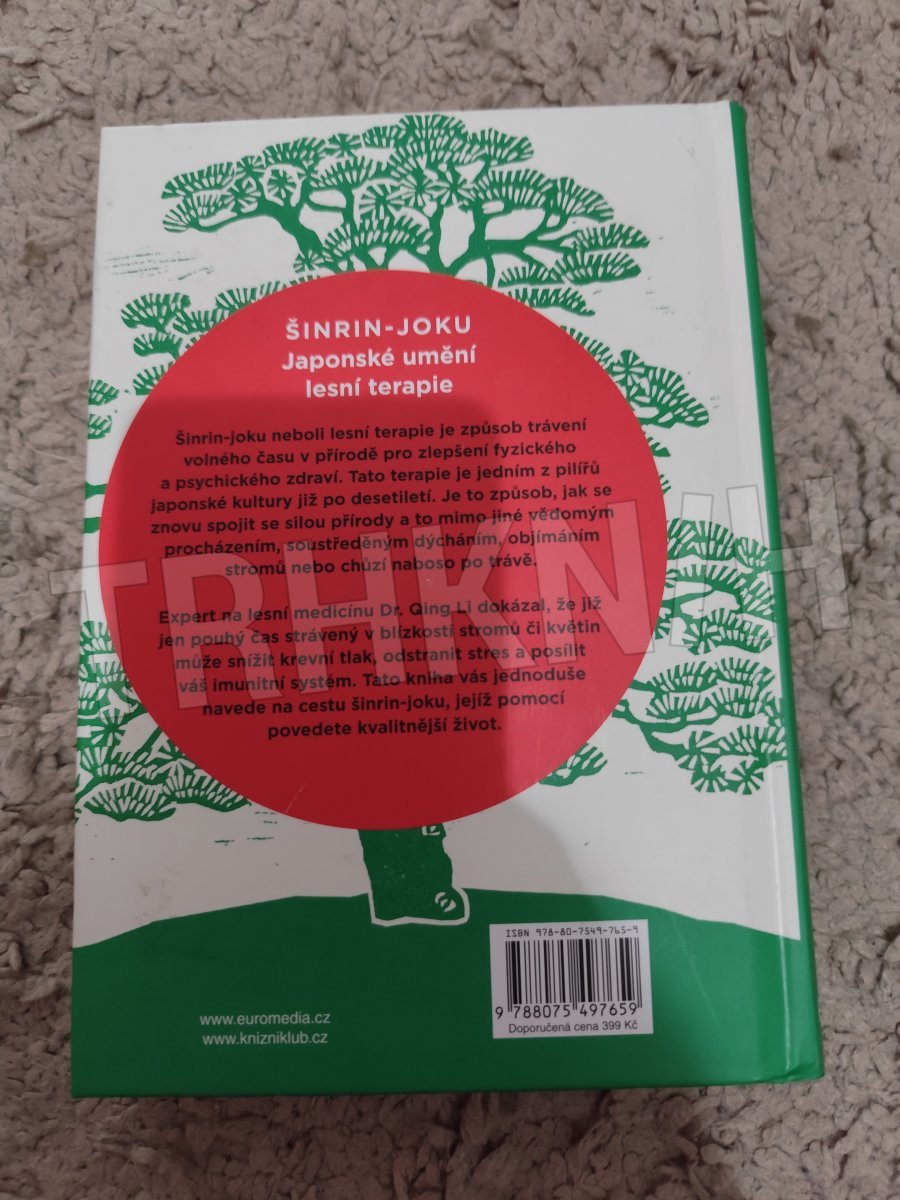 ŠINRIN-JOKU
Japonské umění
lesní terapie
Šinrin-joku neboli lesní terapie je způsob trávení
volného času v přírodě pro zlepšení fyzického
a psychického zdraví. Tato terapie je jedním z pilířů
japonské kultury již po desetiletí. Je to způsob, jak se
znovu spojit se silou přírody a to mimo jiné vědomým
procházením, soustředěným dýcháním, objímáním
stromů nebo chůzí naboso po trávě.
Expert na lesní medicínu Dr. Qing Li dokázal, že již
jen pouhý čas strávený v blízkosti stromů či květin
může snížit krevní tlak, odstranit stres a posílit
váš imunitní systém. Tato kniha vás jednoduše
navede na cestu šinrin-joku, jejíž pomocí
povedete kvalitnější život.
ISBN 978-80-7549-765-9
9 788075 497659
Doporučená cena 399 Kč
www.euromedia.cz
www.knizniklub.cz